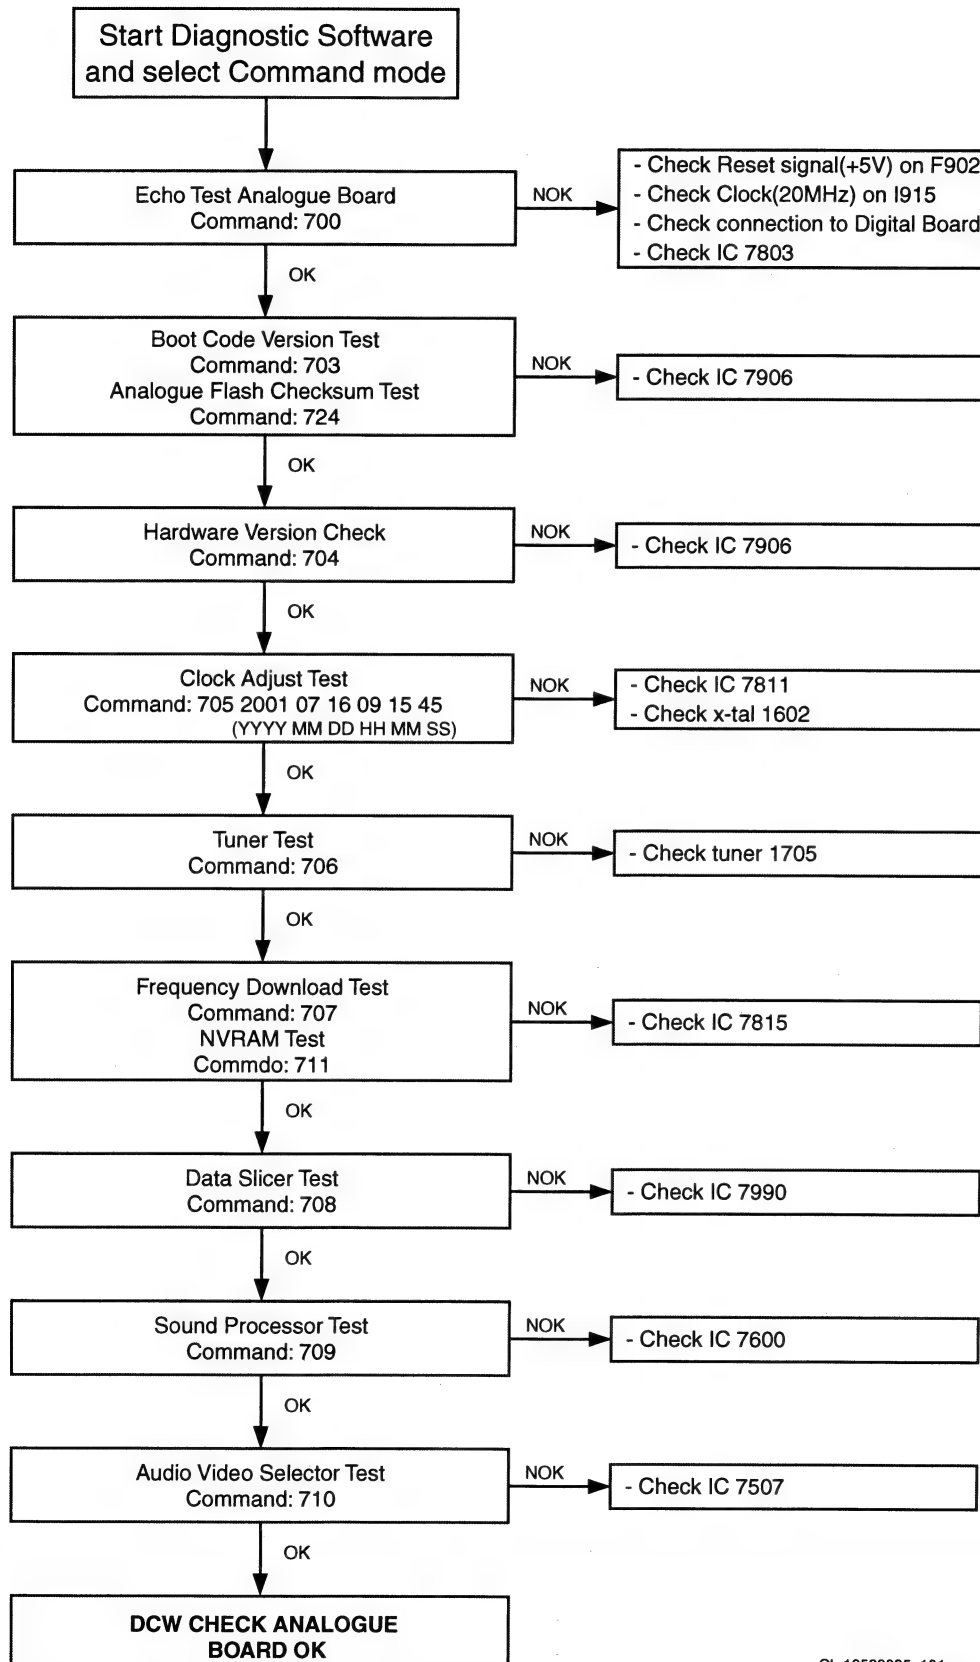 Start Diagnostic Software
and select Command mode
Echo Test Analogue Board
Command: 700
NOK
- Check Reset signal(+5V) on F902
- Check Clock(20MHz) on I915
- Check connection to Digital Board
- Check IC 7803
OK
Boot Code Version Test
Command: 703
Analogue Flash Checksum Test
Command: 724
NOK
- Check IC 7906
OK
Hardware Version Check
Command: 704
NOK
- Check IC 7906
OK
Clock Adjust Test
Command: 705 2001 07 16 09 15 45
(YYYY MM DD HH MM SS)
NOK
- Check IC 7811
- Check x-tal 1602
OK
Tuner Test
Command: 706
NOK
- Check tuner 1705
OK
Frequency Download Test
Command: 707
NVRAM Test
Commdo: 711
NOK
- Check IC 7815
OK
Data Slicer Test
Command: 708
NOK
- Check IC 7990
OK
Sound Processor Test
Command: 709
NOK
- Check IC 7600
OK
Audio Video Selector Test
Command: 710
NOK
- Check IC 7507
OK
DCW CHECK ANALOGUE
BOARD OK